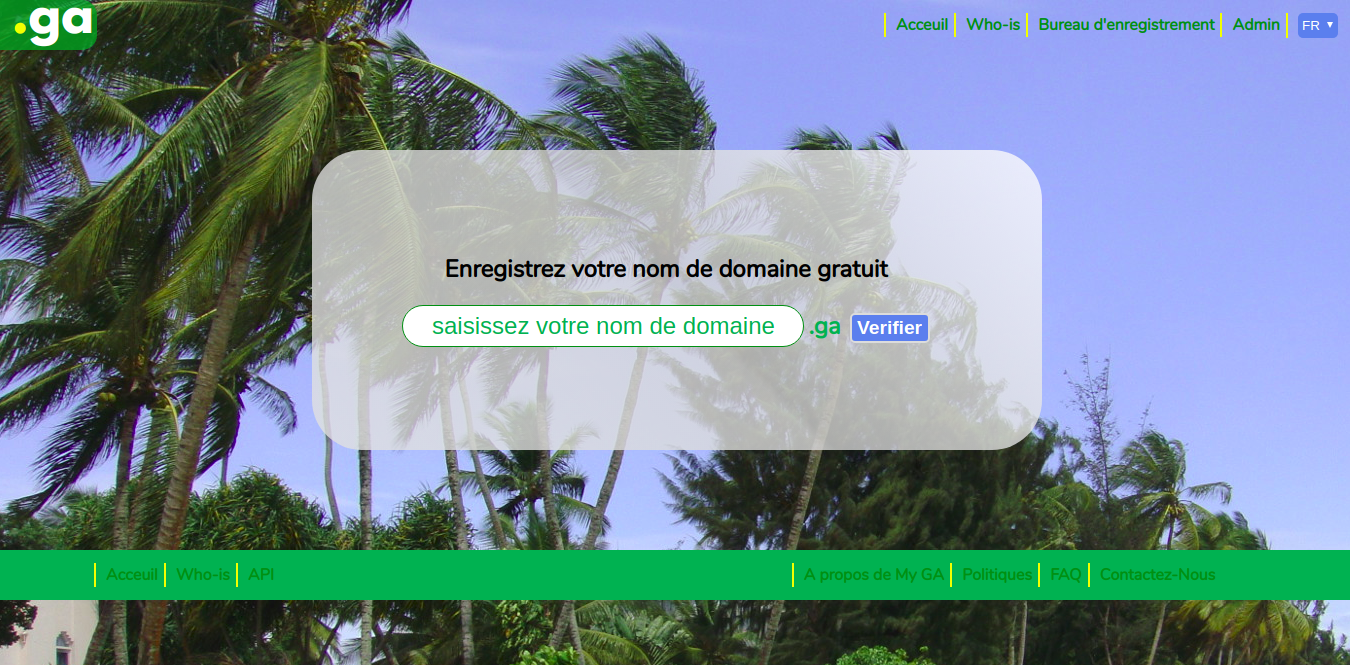 .ga
Acceuil Who-is Bureau d'enregistrement Admin FR
Enregistrez votre nom de domaine gratuit
saisissez votre nom de domaine .ga Verifier
Acceuil Who-is API A propos de My GA Politiques FAQ Contactez-Nous